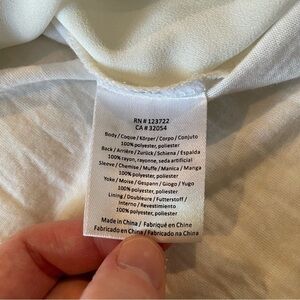 RN # 123722
CA # 32054
Body / Coque / Körper / Corpo / Conjuto
100% polyester, poliester
Back / Arrière / Zurück / Schiena / Espalda
100% rayon, rayonne, seda artificial
Sleeve / Chemise / Muffe / Manica / Manga
100% polyester, poliester
Yoke / Moise / Gespann / Giogo / Yugo
100% polyester, poliester
Lining / Doubleure / Futterstoff /
Interno / Revestimiento
100% polyester, poliester
Made in China / Fabriqué en Chine
Fabricado en China / Fabricado na China